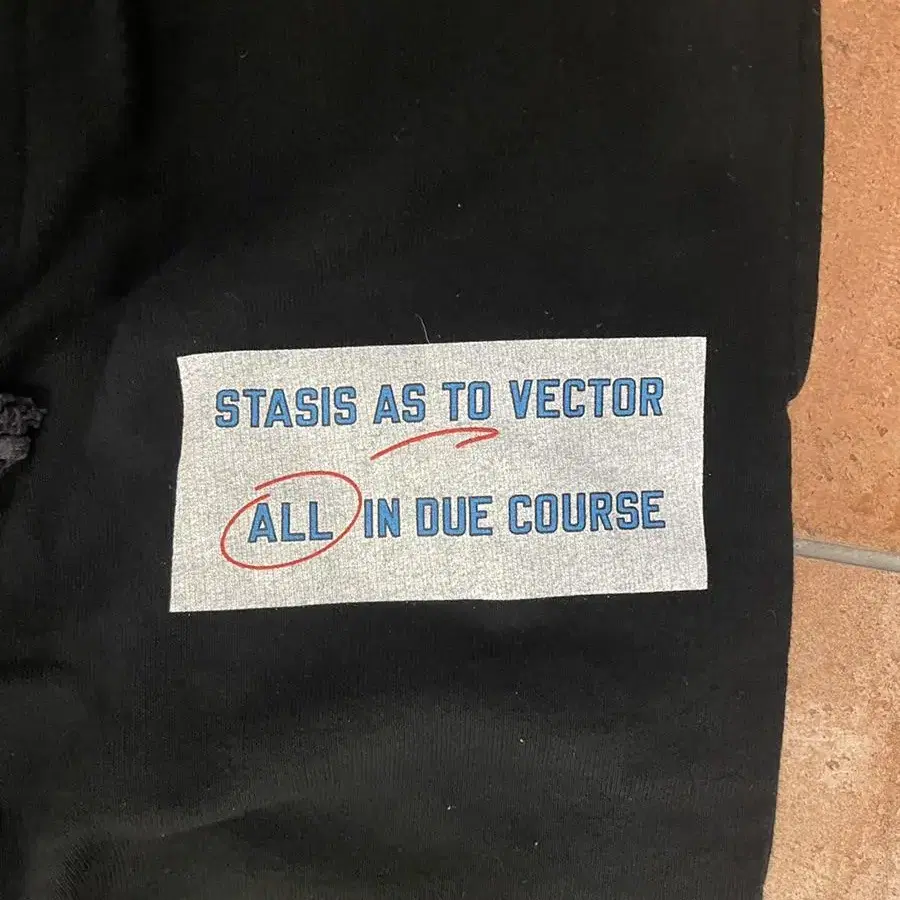 STASIS AS TO VECTOR
ALL IN DUE COURSE